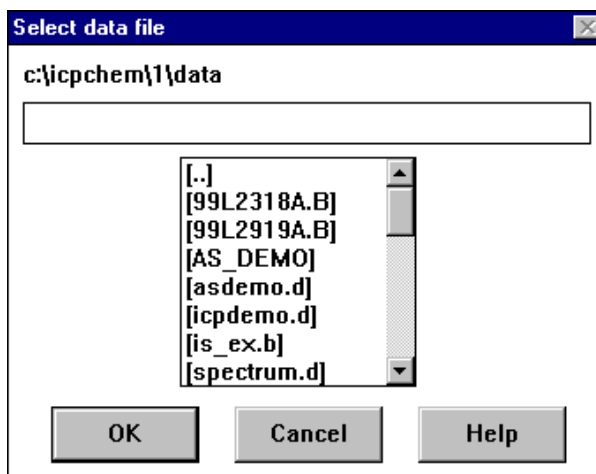 Select data file
c:\icpchem\1\data
[..]
[99L2318A.B]
[99L2919A.B]
[AS_DEMO]
[asdemo.d]
[icpdemo.d]
[is_ex.b]
[spectrum.d]
OK Cancel Help